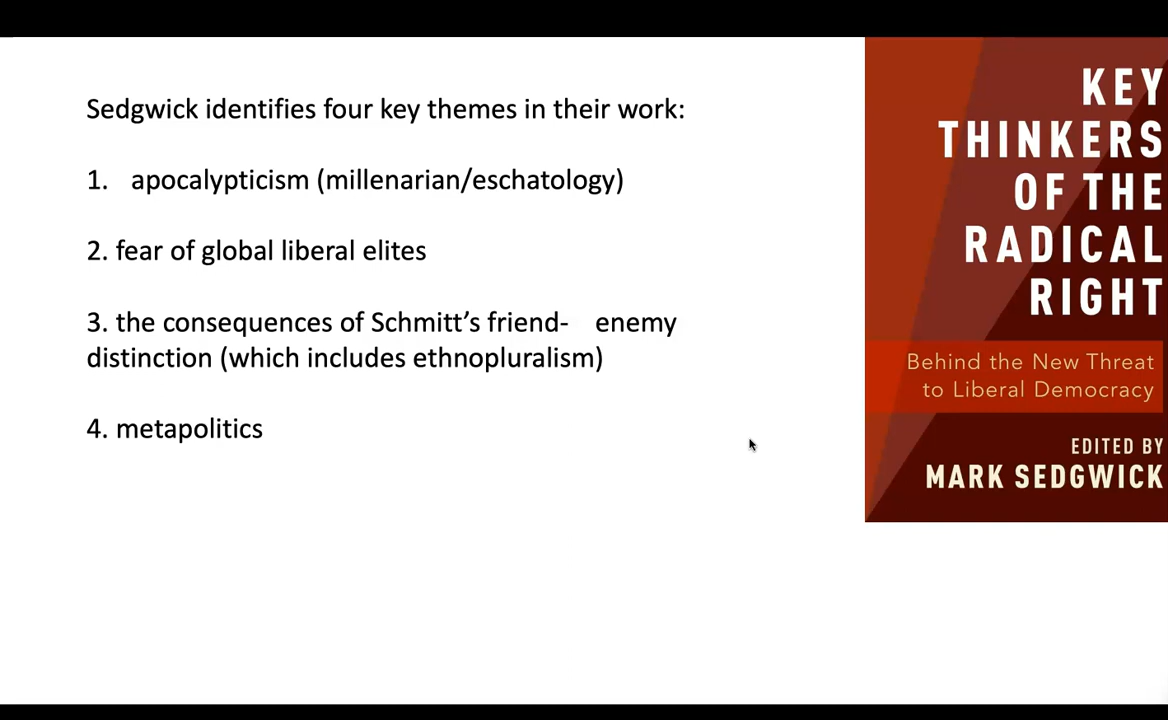 Sedgwick identifies four key themes in their work:
1. apocalypticism (millenarian/eschatology)
2. fear of global liberal elites
3. the consequences of Schmitt’s friend- enemy
distinction (which includes ethnopluralism)
4. metapolitics
KEY
THINKERS
OF THE
RADICAL
RIGHT
Behind the New Threat
to Liberal Democracy
EDITED BY
MARK SEDGWICK